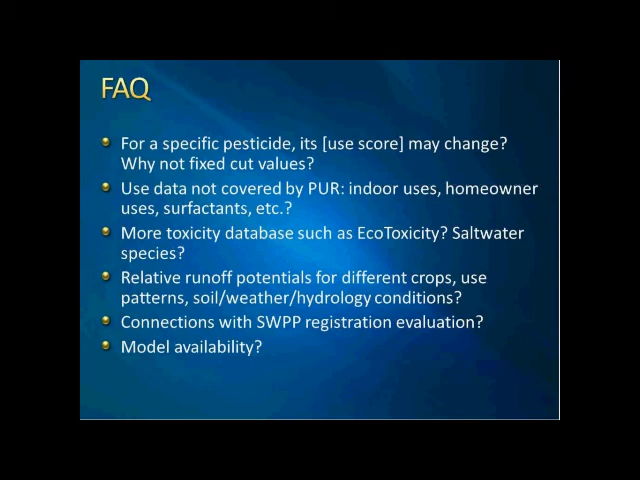 FAQ
For a specific pesticide, its [use score] may change?
Why not fixed cut values?
Use data not covered by PUR: indoor uses, homeowner
uses, surfactants, etc.?
More toxicity database such as EcoToxicity? Saltwater
species?
Relative runoff potentials for different crops, use
patterns, soil/weather/hydrology conditions?
Connections with SWPP registration evaluation?
Model availability?